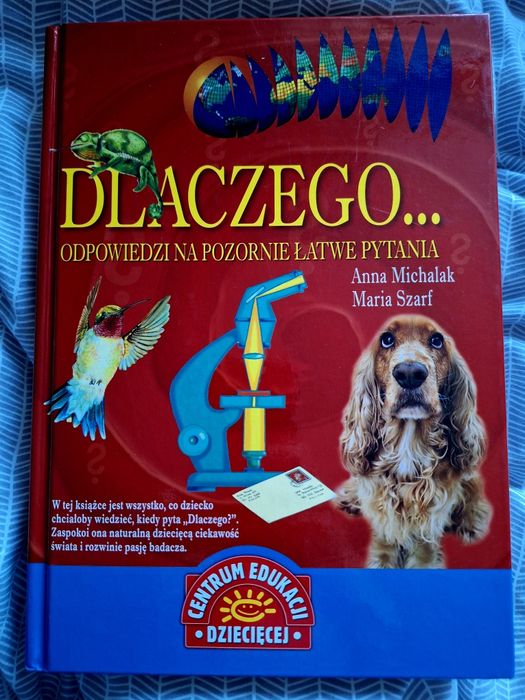 DLACZEGO...
ODPOWIEDZI NA POZORNIE ŁATWE PYTANIA
Anna Michalak
Maria Szarf
W tej książce jest wszystko, co dziecko
chciałoby wiedzieć, kiedy pyta „Dlaczego?”.
Zaspokoi ona naturalną dziecięcą ciekawość
świata i rozwinie pasję badacza.
CENTRUM EDUKACJI
• DZIECIĘCEJ •